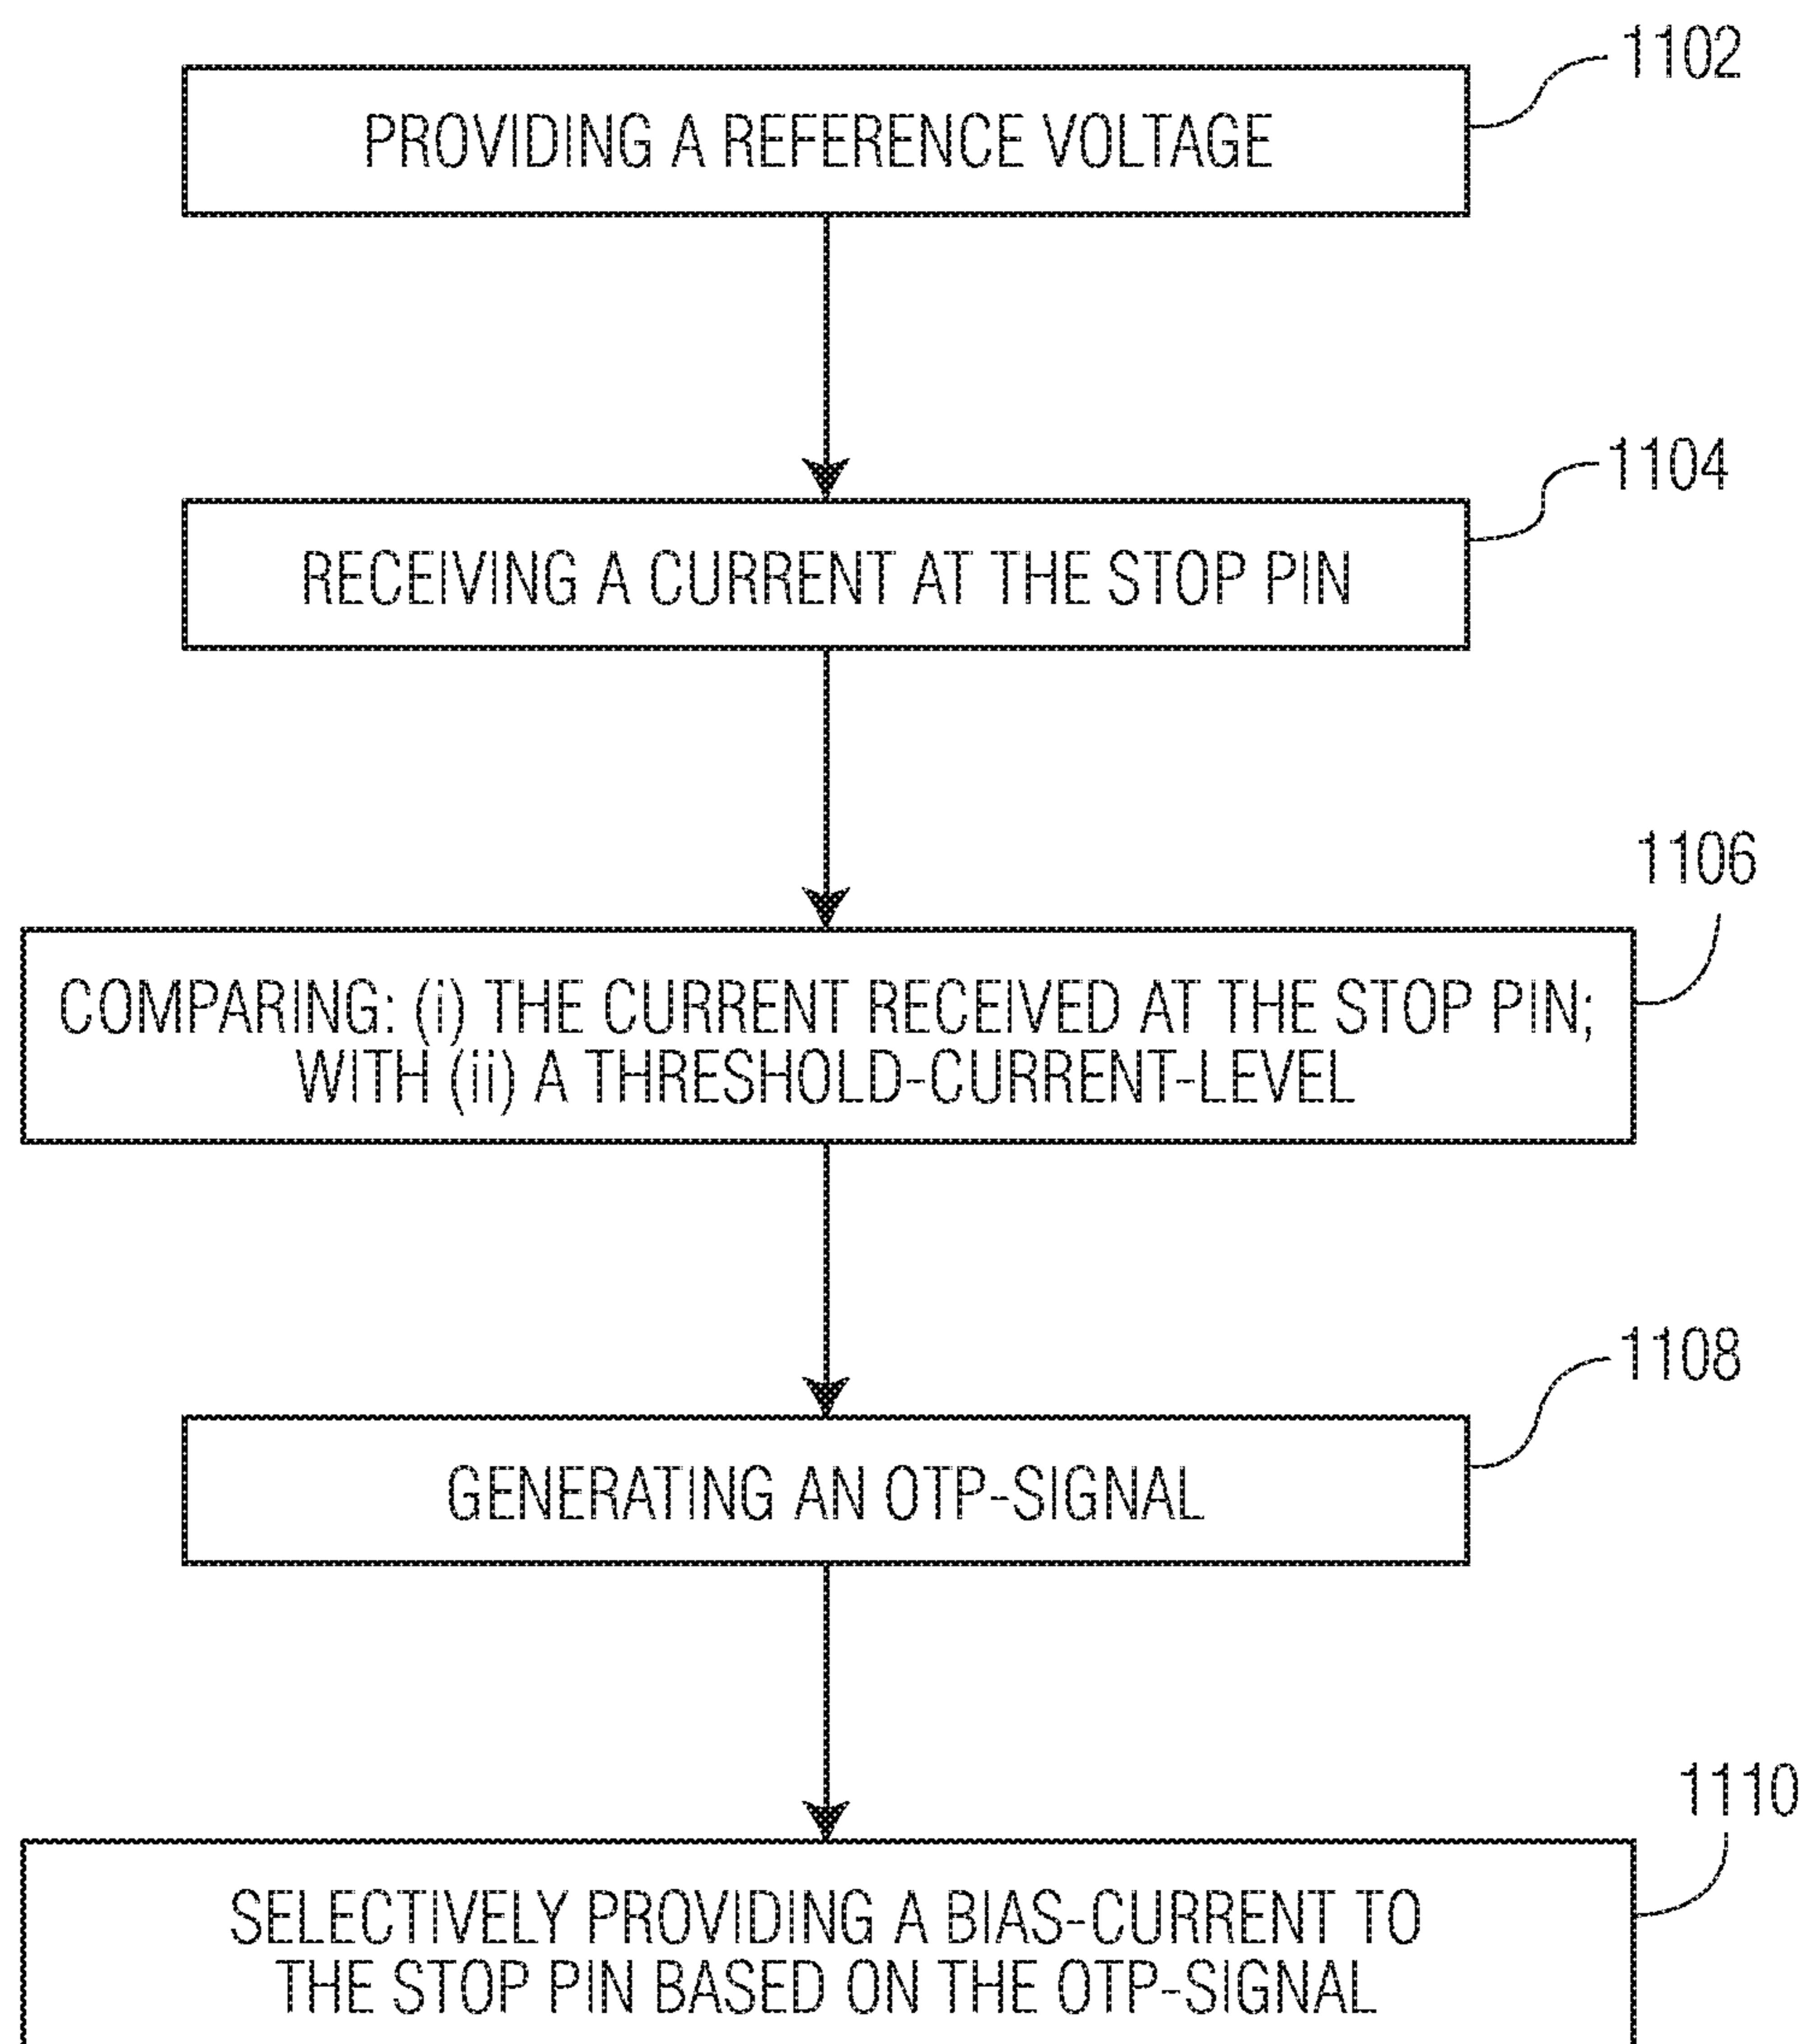 1102
PROVIDING A REFERENCE VOLTAGE
1104
RECEIVING A CURRENT AT THE STOP PIN
1106
COMPARING: (i) THE CURRENT RECEIVED AT THE STOP PIN;
WITH (ii) A THRESHOLD-CURRENT-LEVEL
1108
GENERATING AN OTP-SIGNAL
1110
SELECTIVELY PROVIDING A BIAS-CURRENT TO
THE STOP PIN BASED ON THE OTP-SIGNAL